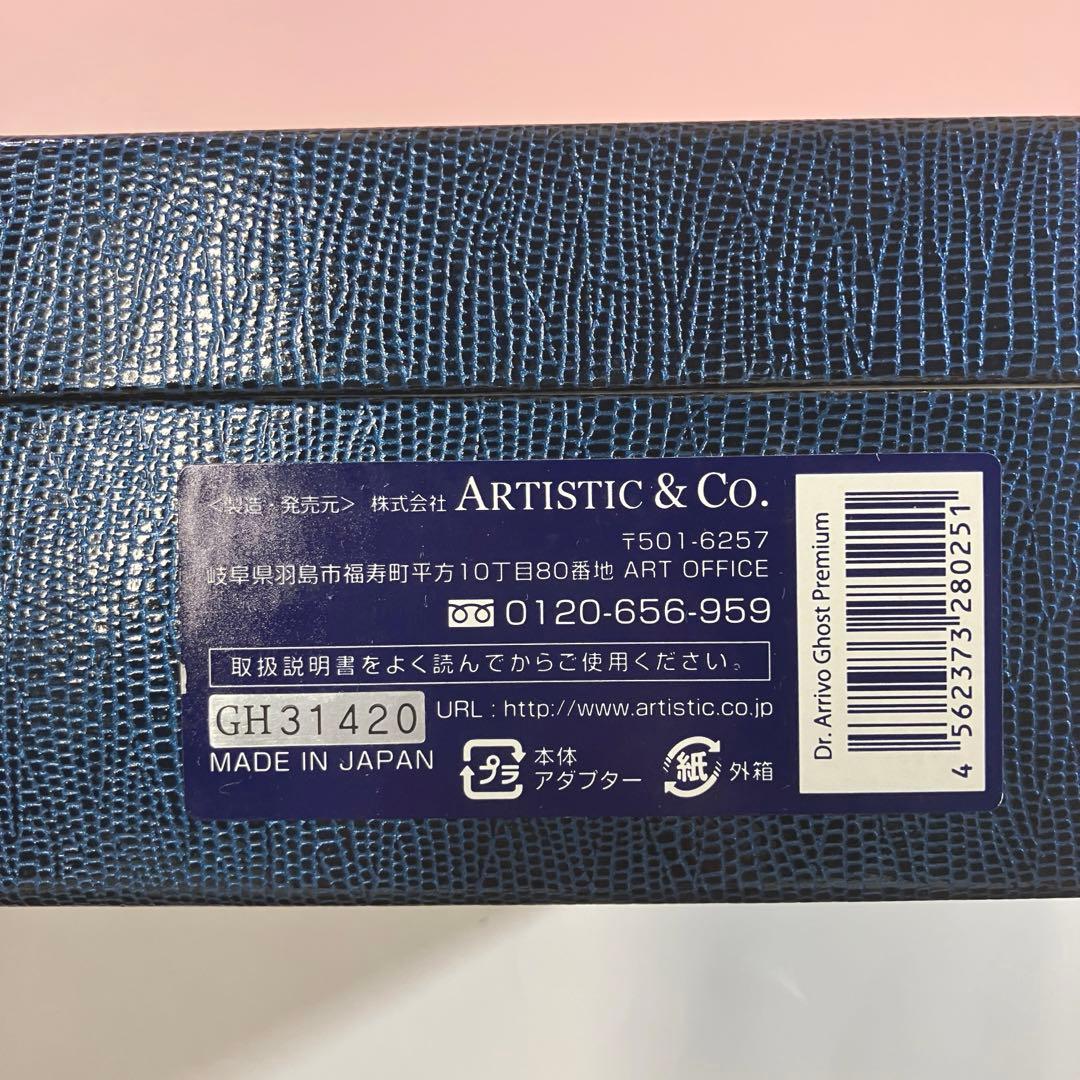 <製造・発売元> 株式会社 ARTISTIC & CO.
〒501-6257
岐阜県羽島市福寿町平方10丁目80番地 ART OFFICE
0120-656-959
取扱説明書をよく読んでからご使用ください。
GH31420
URL : http://www.artistic.co.jp
MADE IN JAPAN
プラ
本体
アダプター
紙
外箱
Dr. Arrivo Ghost Premium
4 562373 280251